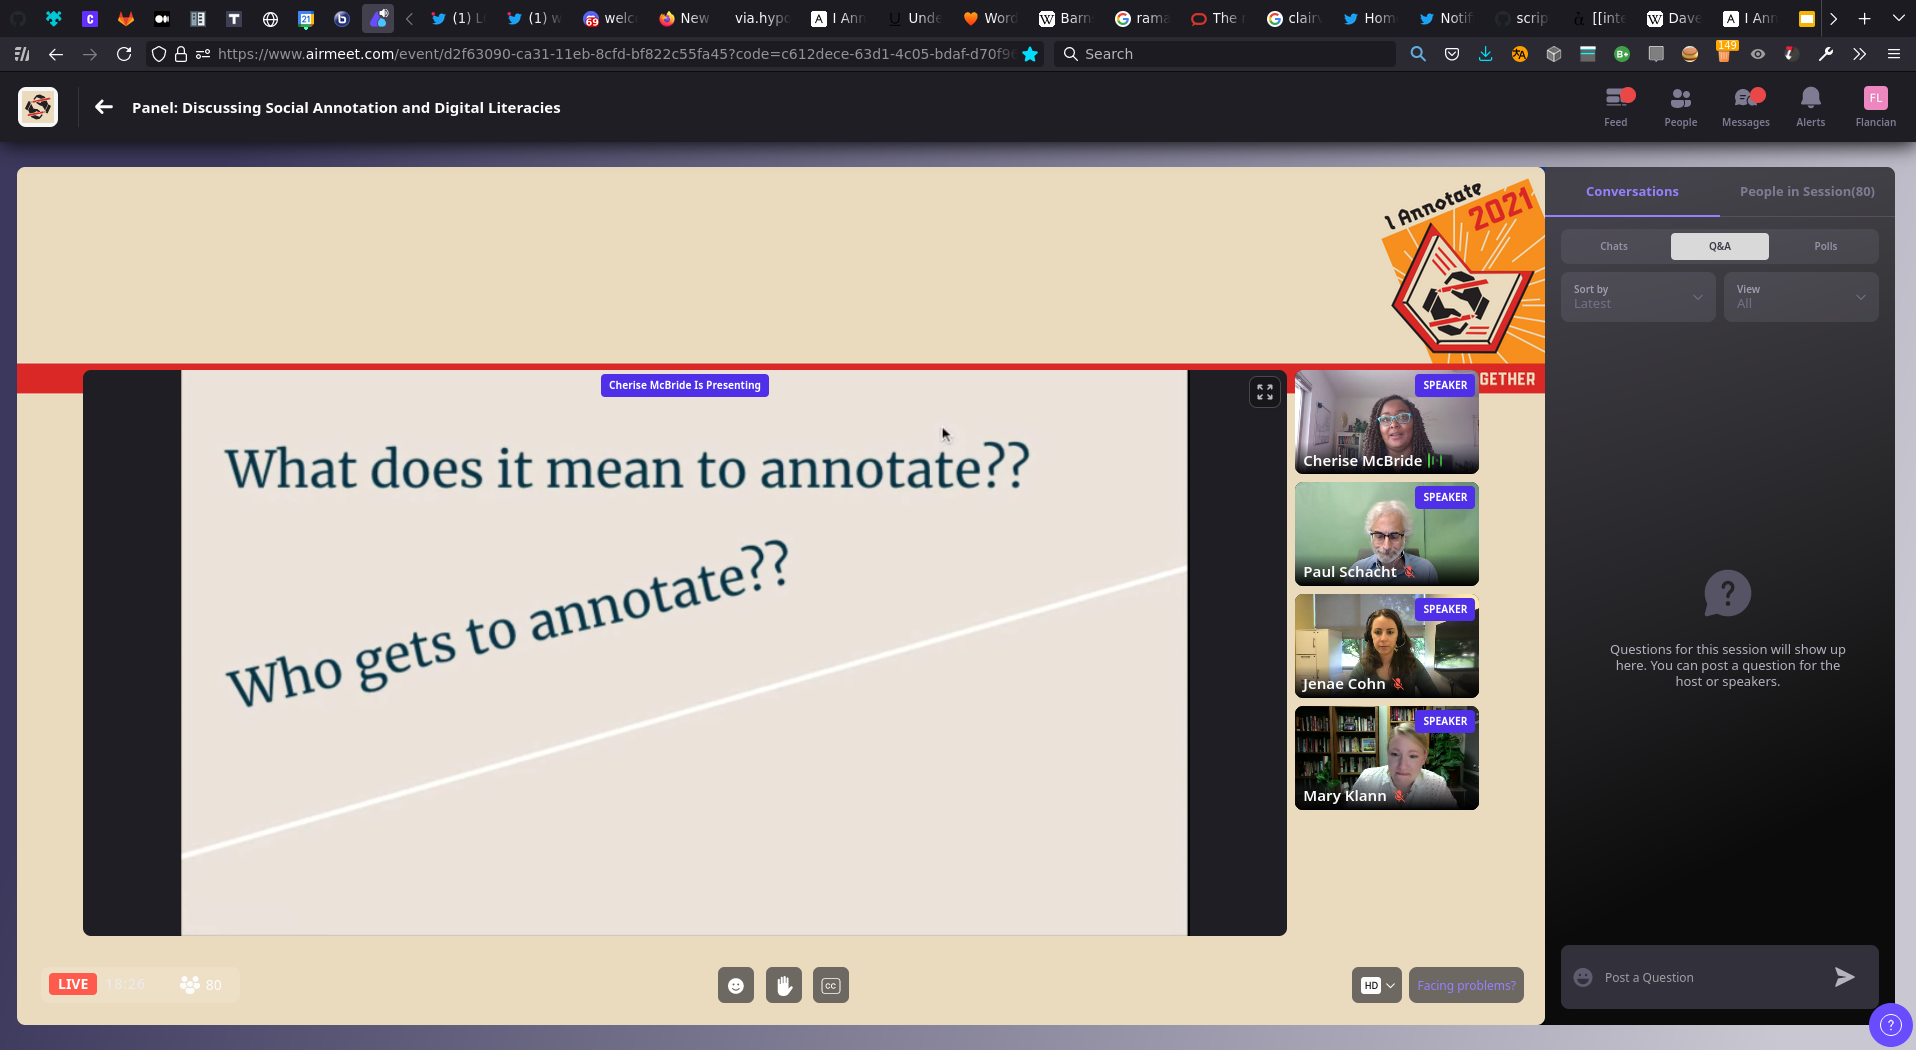 (1) L
(1) w
welc
New
via.hypo
I Ann
Unde
Word
Barn
rama
The r
clairv
Hom
Notif
scrip
[[inte
Dave
I Ann
https://www.airmeet.com/event/d2f63090-ca31-11eb-8cfd-bf822c55fa45?code=c612dece-63d1-4c05-bdaf-d70f9
Search
149
Panel: Discussing Social Annotation and Digital Literacies
Feed
People
Messages
Alerts
FL
Flancian
I Annotate
2021
GETHER
Cherise McBride Is Presenting
What does it mean to annotate??
Who gets to annotate??
SPEAKER
Cherise McBride
SPEAKER
Paul Schacht
SPEAKER
Jenae Cohn
SPEAKER
Mary Klann
LIVE 18:26 80
CC
HD
Facing problems?
Conversations
People in Session(80)
Chats
Q&A
Polls
Sort by
Latest
View
All
Questions for this session will show up
here. You can post a question for the
host or speakers.
Post a Question